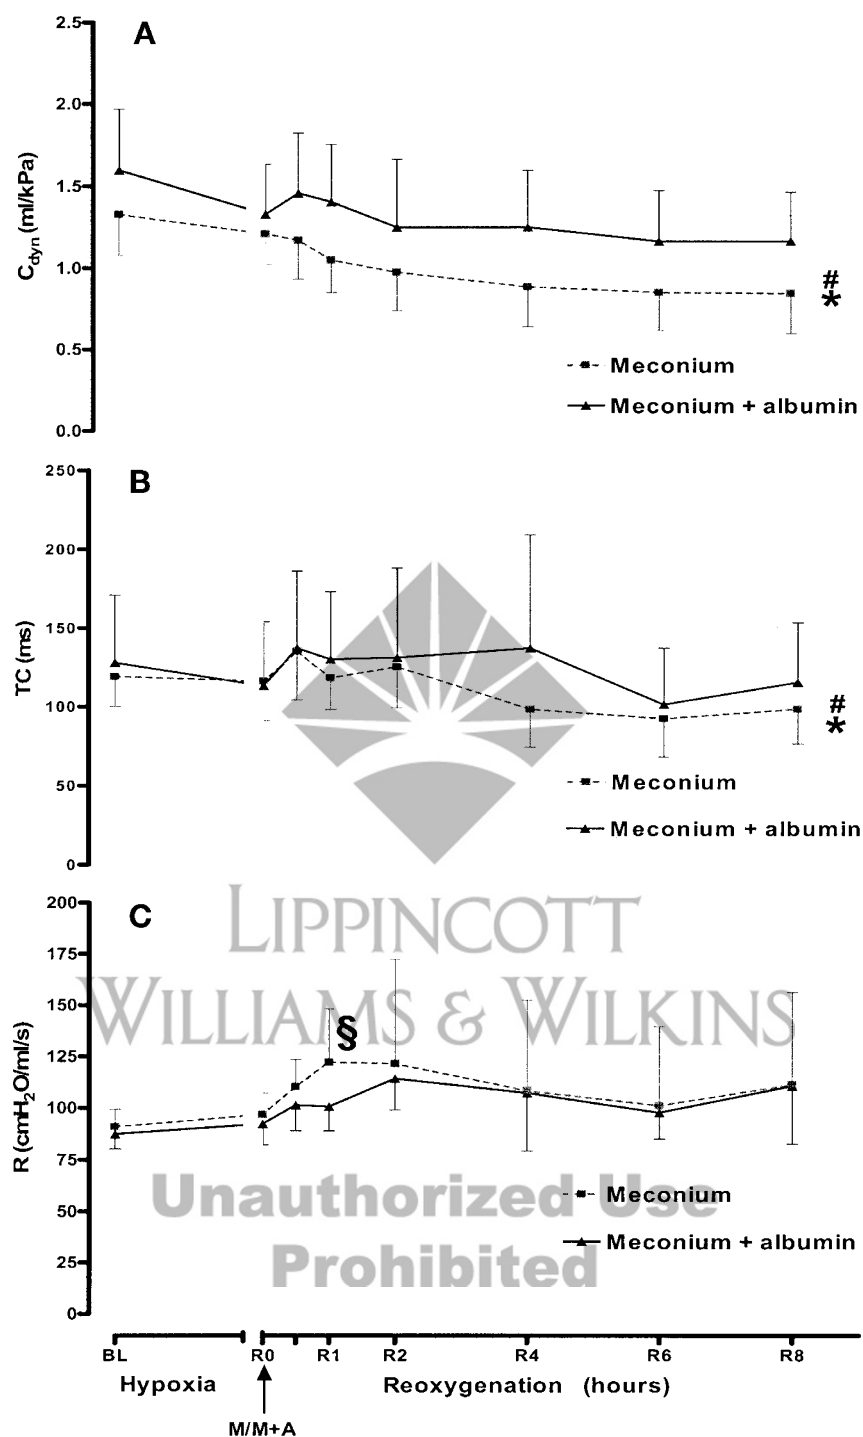 A
2.5
2.0
1.5
1.0
0.5
0.0
Cdyn (ml/kPa)
#
*
Meconium
Meconium + albumin
B
250
200
150
100
50
0
TC (ms)
#
*
Meconium
Meconium + albumin
C
200
175
150
125
100
75
50
25
0
R (cmH2O/ml/s)
§
Meconium
Meconium + albumin
LIPPINCOTT
WILLIAMS & WILKINS
Unauthorized Use
Prohibited
BL R0 R1 R2 R4 R6 R8
Hypoxia Reoxygenation (hours)
M/M+A